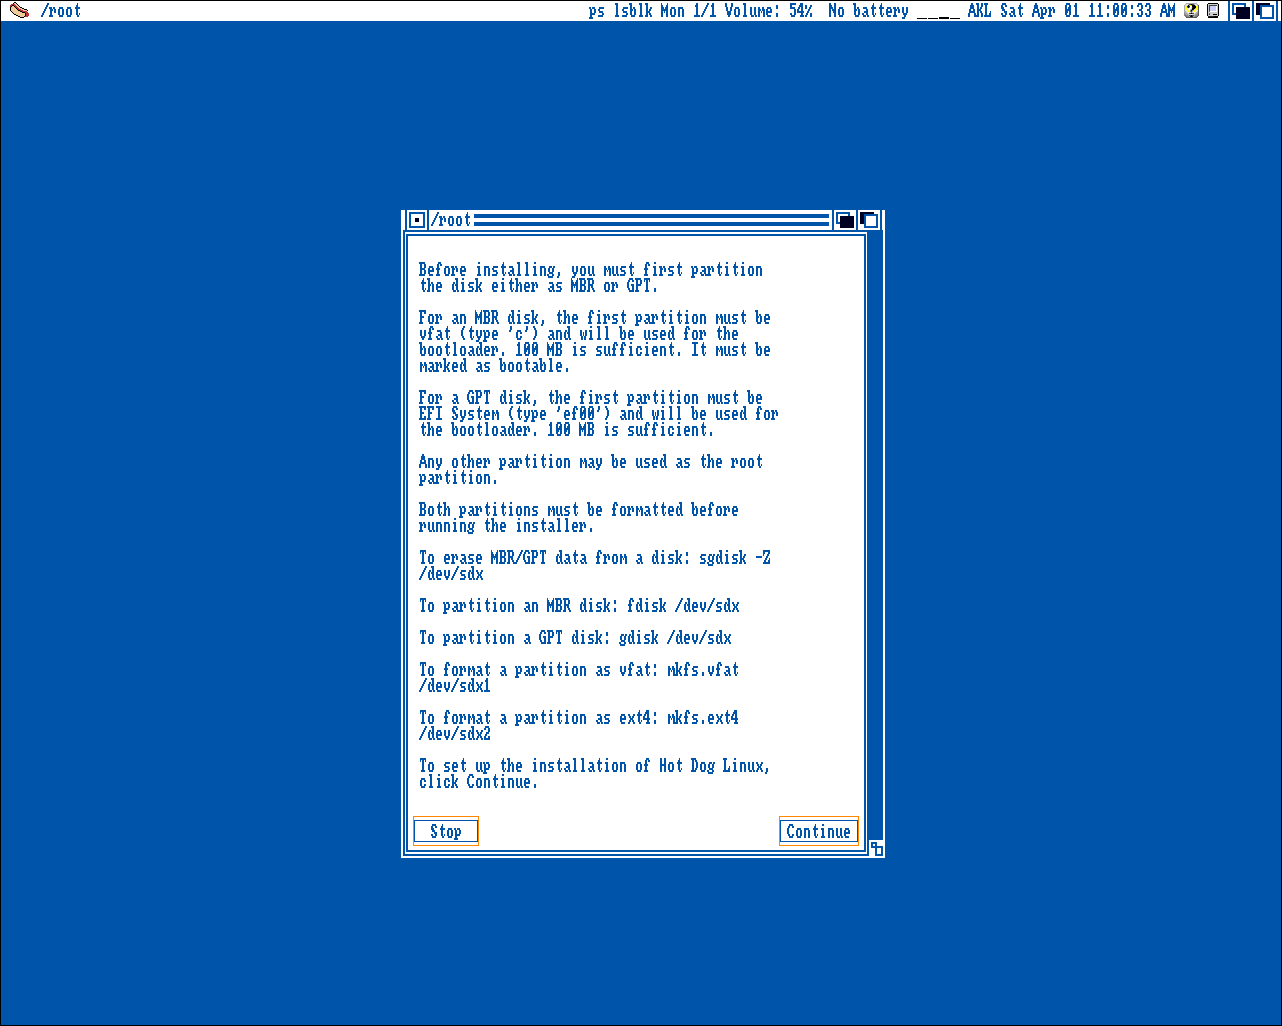 /root
ps lsblk Mon 1/1 Volume: 54% No battery ____ AKL Sat Apr 01 11:00:33 AM
/root
Before installing, you must first partition
the disk either as MBR or GPT.
For an MBR disk, the first partition must be
vfat (type 'c') and will be used for the
bootloader. 100 MB is sufficient. It must be
marked as bootable.
For a GPT disk, the first partition must be
EFI System (type 'ef00') and will be used for
the bootloader. 100 MB is sufficient.
Any other partition may be used as the root
partition.
Both partitions must be formatted before
running the installer.
To erase MBR/GPT data from a disk: sgdisk -Z
/dev/sdx
To partition an MBR disk: fdisk /dev/sdx
To partition a GPT disk: gdisk /dev/sdx
To format a partition as vfat: mkfs.vfat
/dev/sdx1
To format a partition as ext4: mkfs.ext4
/dev/sdx2
To set up the installation of Hot Dog Linux,
click Continue.
Stop
Continue